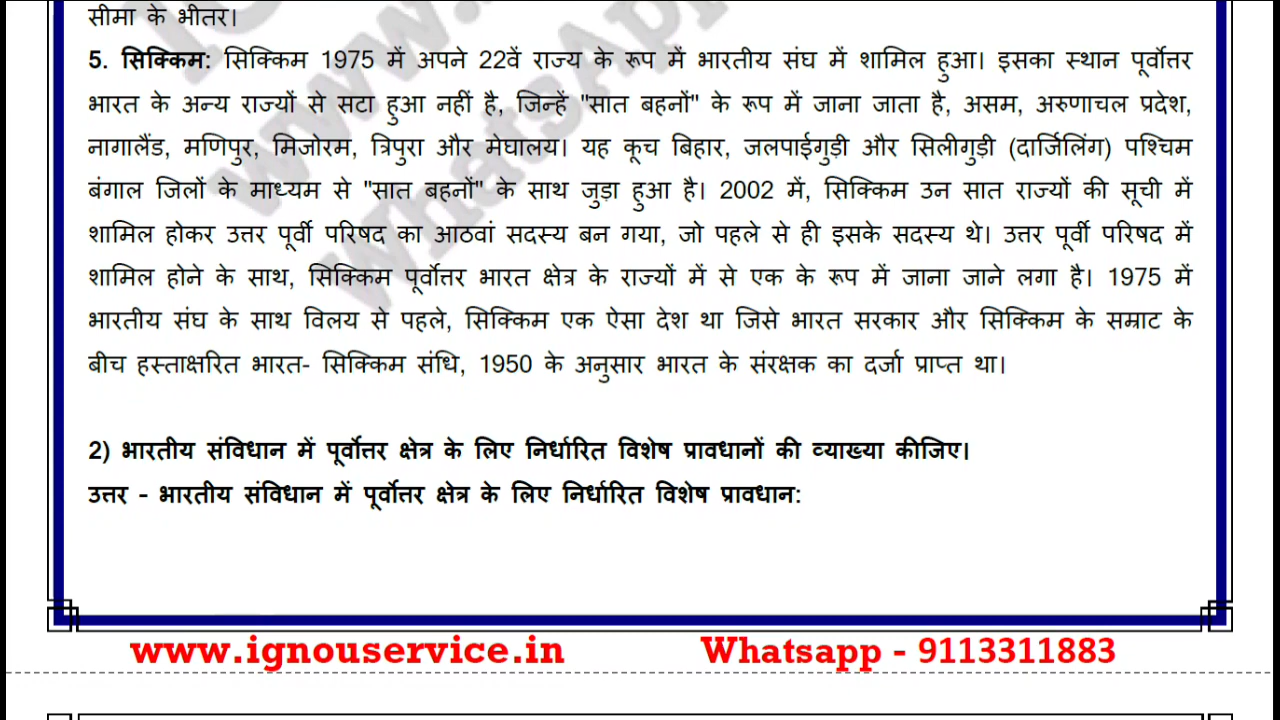 सीमा के भीतर।
5. सिक्किम: सिक्किम 1975 में अपने 22वें राज्य के रूप में भारतीय संघ में शामिल हुआ। इसका स्थान पूर्वोत्तर
भारत के अन्य राज्यों से सटा हुआ नहीं है, जिन्हें "सात बहनों" के रूप में जाना जाता है, असम, अरुणाचल प्रदेश,
नागालैंड, मणिपुर, मिजोरम, त्रिपुरा और मेघालय। यह कूच बिहार, जलपाईगुड़ी और सिलीगुड़ी (दार्जिलिंग) पश्चिम
बंगाल जिलों के माध्यम से "सात बहनों" के साथ जुड़ा हुआ है। 2002 में, सिक्किम उन सात राज्यों की सूची में
शामिल होकर उत्तर पूर्वी परिषद का आठवां सदस्य बन गया, जो पहले से ही इसके सदस्य थे। उत्तर पूर्वी परिषद में
शामिल होने के साथ, सिक्किम पूर्वोत्तर भारत क्षेत्र के राज्यों में से एक के रूप में जाना जाने लगा है। 1975 में
भारतीय संघ के साथ विलय से पहले, सिक्किम एक ऐसा देश था जिसे भारत सरकार और सिक्किम के सम्राट के
बीच हस्ताक्षरित भारत- सिक्किम संधि, 1950 के अनुसार भारत के संरक्षक का दर्जा प्राप्त था।
2) भारतीय संविधान में पूर्वोत्तर क्षेत्र के लिए निर्धारित विशेष प्रावधानों की व्याख्या कीजिए।
उत्तर - भारतीय संविधान में पूर्वोत्तर क्षेत्र के लिए निर्धारित विशेष प्रावधान:
www.ignouservice.in
Whatsapp - 9113311883
www.
WhatsApp